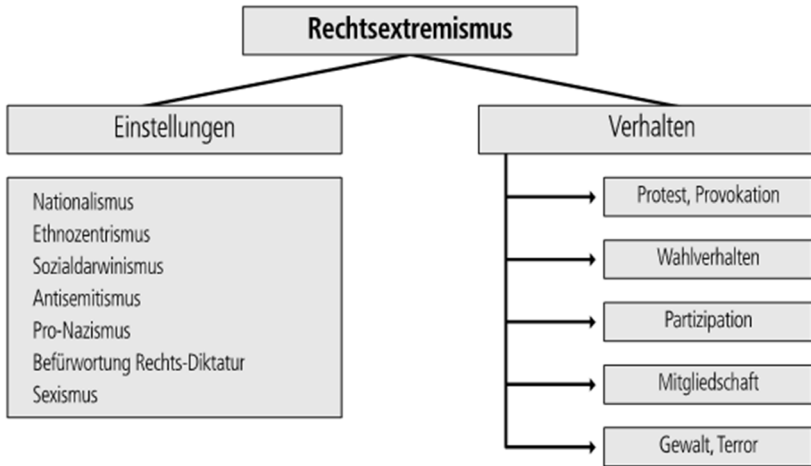 Rechtsextremismus
Einstellungen
Nationalismus
Ethnozentrismus
Sozialdarwinismus
Antisemitismus
Pro-Nazismus
Befürwortung Rechts-Diktatur
Sexismus
Verhalten
Protest, Provokation
Wahlverhalten
Partizipation
Mitgliedschaft
Gewalt, Terror